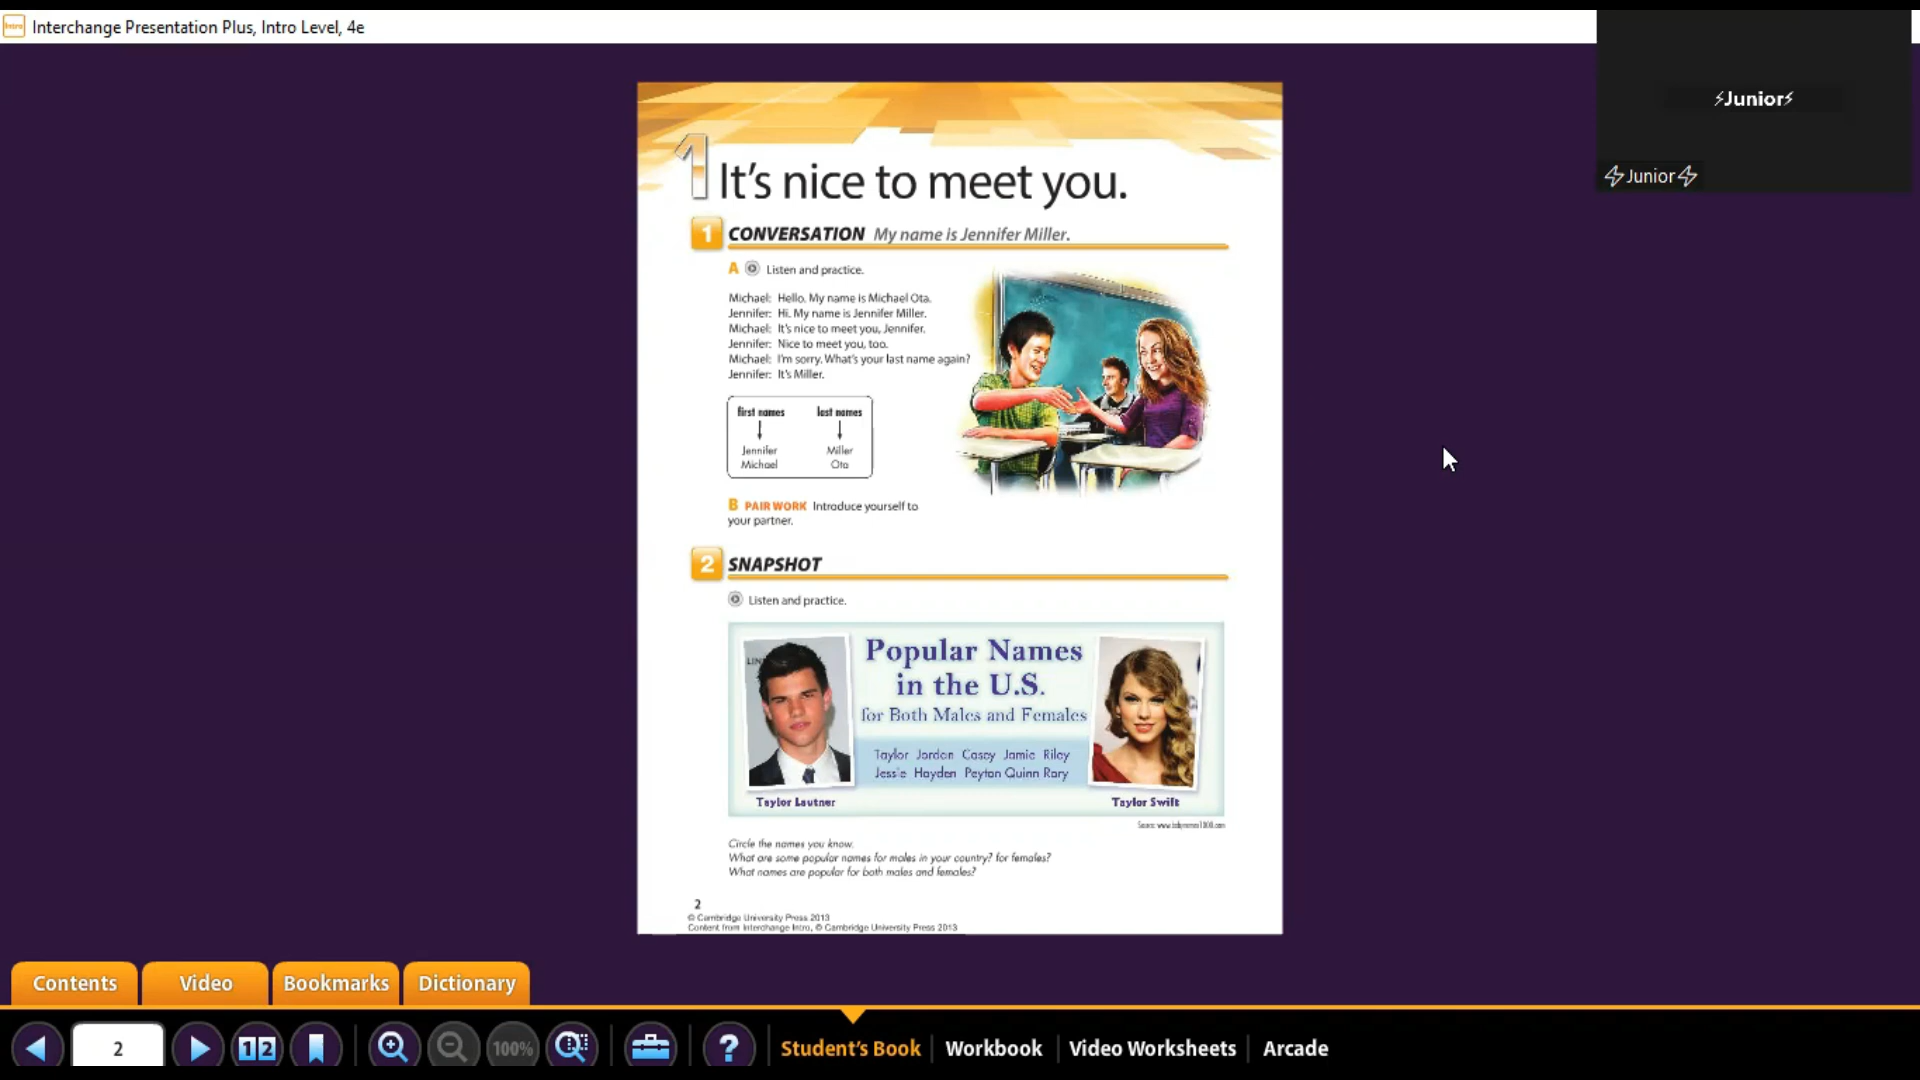 Interchange Presentation Plus, Intro Level, 4e
⚡Junior⚡
⚡Junior⚡
1 It's nice to meet you.
1 CONVERSATION My name is Jennifer Miller.
A Listen and practice.
Michael: Hello. My name is Michael Ota.
Jennifer: Hi. My name is Jennifer Miller.
Michael: It's nice to meet you, Jennifer.
Jennifer: Nice to meet you, too.
Michael: I'm sorry. What's your last name again?
Jennifer: It's Miller.
first names last names
Jennifer Miller
Michael Ota
B PAIR WORK Introduce yourself to
your partner.
2 SNAPSHOT
Listen and practice.
Popular Names
in the U.S.
for Both Males and Females
Taylor Jordan Casey Jamie Riley
Jessie Hayden Peyton Quinn Rory
Taylor Lautner Taylor Swift
Circle the names you know.
What are some popular names for males in your country? for females?
What names are popular for both males and females?
2
© Cambridge University Press 2013
Content from Interchange Intro, © Cambridge University Press 2013
Contents Video Bookmarks Dictionary
2 12 100% ? Student's Book Workbook Video Worksheets Arcade